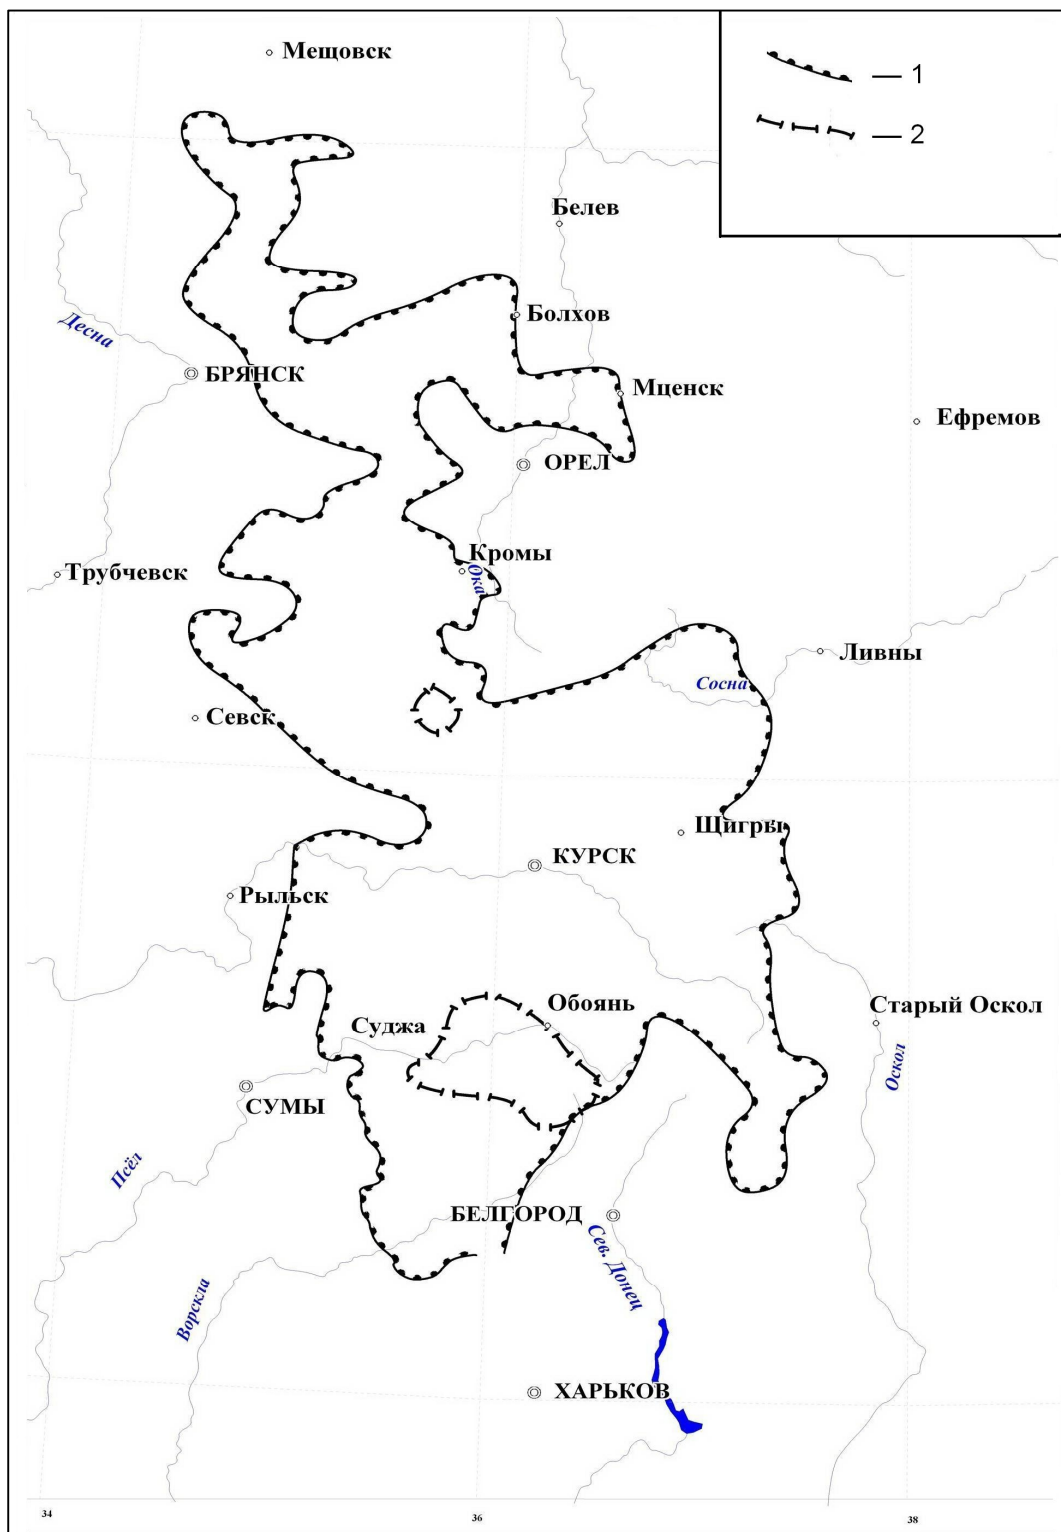 Мещовск
— 1
— 2
Белев
Болхов
Десна
БРЯНСК
Мценск
Ефремов
ОРЕЛ
Кромы
Трубчевск
Ока
Ливны
Сосна
Севск
Щигры
КУРСК
Рыльск
Обоянь
Старый Оскол
Суджа
Оскол
СУМЫ
Псёл
БЕЛГОРОД
Сев. Донец
Ворскла
ХАРЬКОВ
34
36
38